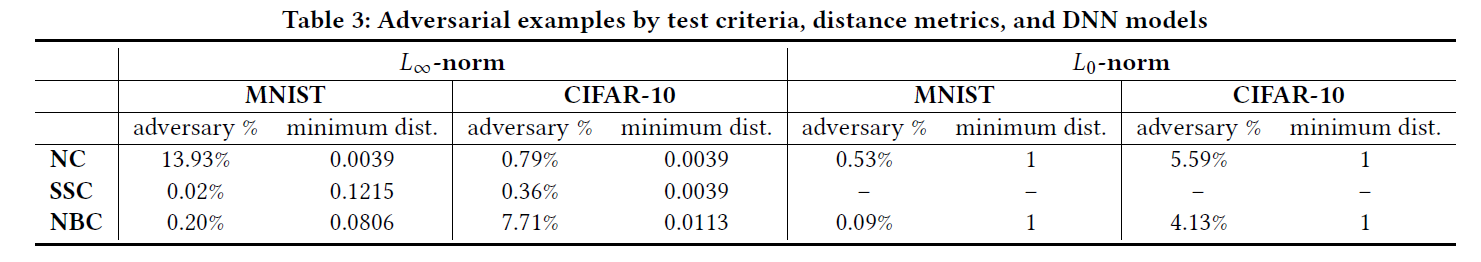 Table 3: Adversarial examples by test criteria, distance metrics, and DNN models
L∞-norm L0-norm
MNIST CIFAR-10 MNIST CIFAR-10
adversary % minimum dist. adversary % minimum dist. adversary % minimum dist. adversary % minimum dist.
NC 13.93% 0.0039 0.79% 0.0039 0.53% 1 5.59% 1
SSC 0.02% 0.1215 0.36% 0.0039 – – – –
NBC 0.20% 0.0806 7.71% 0.0113 0.09% 1 4.13% 1